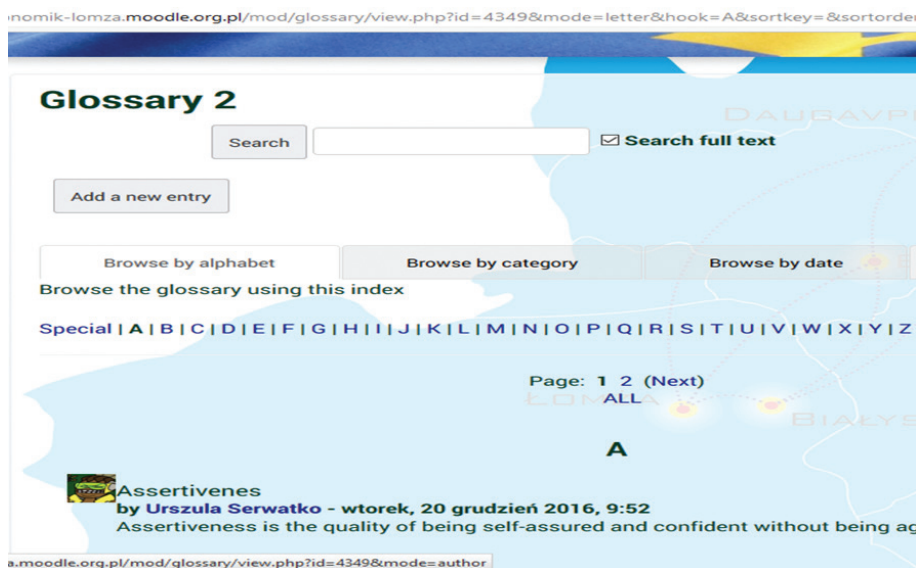 onomik-lomza.moodle.org.pl/mod/glossary/view.php?id=4349&mode=letter&hook=A&sortkey=&sortorde
Glossary 2
DAUGAVP
Search Search full text
Add a new entry
Browse by alphabet Browse by category Browse by date
Browse the glossary using this index
Special | A | B | C | D | E | F | G | H | I | J | K | L | M | N | O | P | Q | R | S | T | U | V | W | X | Y | Z
Page: 1 2 (Next)
ŁOMŻA
ALL
BIAŁYS
A
Assertivenes
by Urszula Serwatko - wtorek, 20 grudzień 2016, 9:52
Assertiveness is the quality of being self-assured and confident without being ag
a.moodle.org.pl/mod/glossary/view.php?id=4349&mode=author